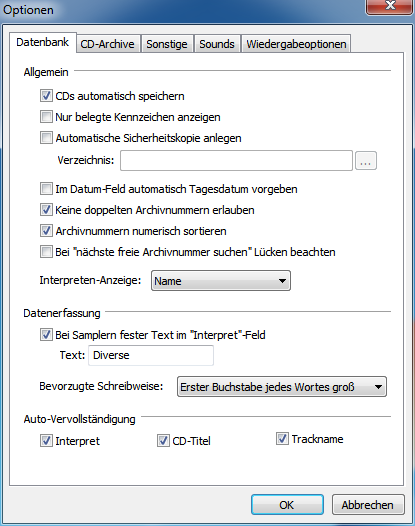 Optionen
Datenbank CD-Archive Sonstige Sounds Wiedergabeoptionen
Allgemein
CDs automatisch speichern
Nur belegte Kennzeichen anzeigen
Automatische Sicherheitskopie anlegen
Verzeichnis: ...
Im Datum-Feld automatisch Tagesdatum vorgeben
Keine doppelten Archivnummern erlauben
Archivnummern numerisch sortieren
Bei "nächste freie Archivnummer suchen" Lücken beachten
Interpreten-Anzeige: Name
Datenerfassung
Bei Samplern fester Text im "Interpret"-Feld
Text: Diverse
Bevorzugte Schreibweise: Erster Buchstabe jedes Wortes groß
Auto-Vervollständigung
Interpret CD-Titel Trackname
OK Abbrechen